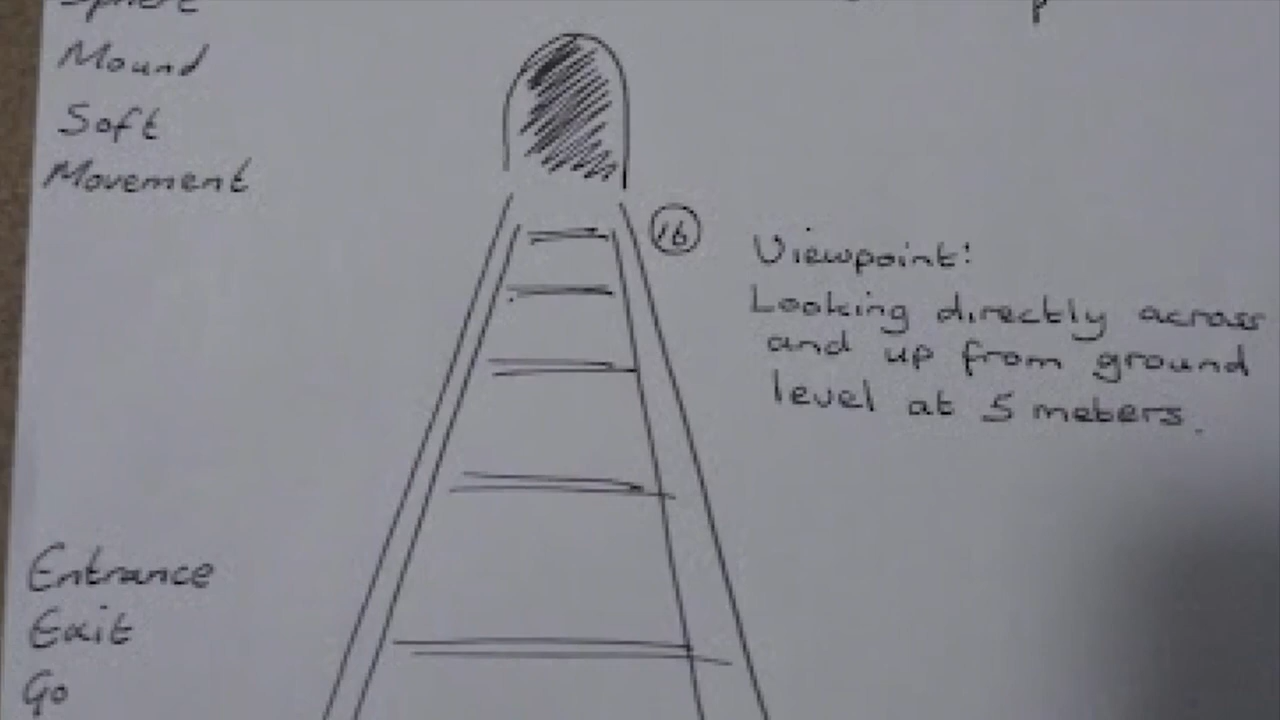 Mound
Soft
Movement
16
Viewpoint:
Looking directly across
and up from ground
level at 5 meters.
Entrance
Exit
Go